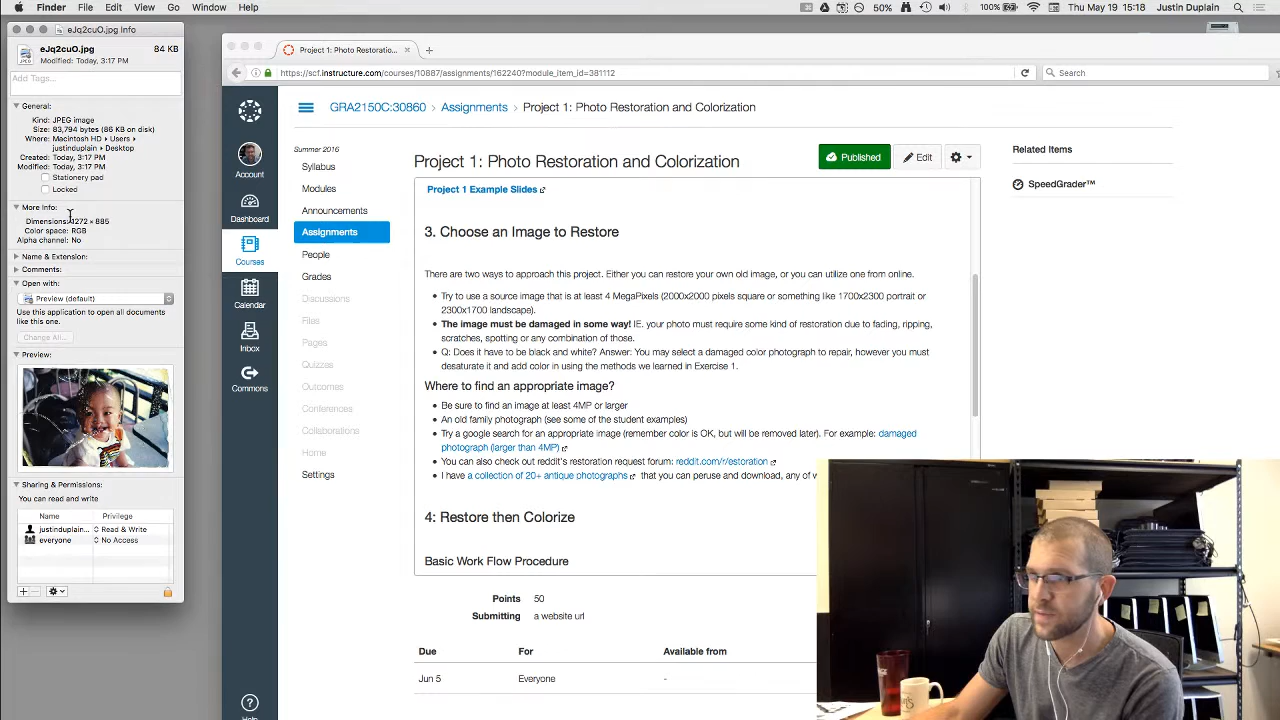 Finder File Edit View Go Window Help
50% 100% Thu May 19 15:18 Justin Duplain
eJq2cuO.jpg Info
eJq2cuO.jpg 84 KB
Modified: Today, 3:17 PM
Add Tags...
General:
Kind: JPEG image
Size: 83,794 bytes (86 KB on disk)
Where: Macintosh HD ▸ Users ▸
justinduplain ▸ Desktop
Created: Today, 3:17 PM
Modified: Today, 3:17 PM
Stationery pad
Locked
More Info:
Dimensions: 1272 × 885
Color space: RGB
Alpha channel: No
Name & Extension:
Comments:
Open with:
Preview (default)
Use this application to open all documents
like this one.
Change All...
Preview:
Sharing & Permissions:
You can read and write
Name Privilege
justinduplain... Read & Write
everyone No Access
Project 1: Photo Restoratio...
https://scf.instructure.com/courses/10887/assignments/162240?module_item_id=381112
Search
Account
Dashboard
Courses
Calendar
Inbox
Commons
Help
GRA2150C:30860 > Assignments > Project 1: Photo Restoration and Colorization
Summer 2016
Syllabus
Modules
Announcements
Assignments
People
Grades
Discussions
Files
Pages
Quizzes
Outcomes
Conferences
Collaborations
Home
Settings
Project 1: Photo Restoration and Colorization
Published Edit
Project 1 Example Slides
3. Choose an Image to Restore
There are two ways to approach this project. Either you can restore your own old image, or you can utilize one from online.
• Try to use a source image that is at least 4 MegaPixels (2000x2000 pixels square or something like 1700x2300 portrait or
2300x1700 landscape).
• The image must be damaged in some way! IE. your photo must require some kind of restoration due to fading, ripping,
scratches, spotting or any combination of those.
• Q: Does it have to be black and white? Answer: You may select a damaged color photograph to repair, however you must
desaturate it and add color in using the methods we learned in Exercise 1.
Where to find an appropriate image?
• Be sure to find an image at least 4MP or larger
• An old family photograph (see some of the student examples)
• Try a google search for an appropriate image (remember color is OK, but will be removed later). For example: damaged
photograph (larger than 4MP)
• You can also check out reddit's restoration request forum: reddit.com/r/estoration
• I have a collection of 20+ antique photographs that you can peruse and download, any of w
4: Restore then Colorize
Basic Work Flow Procedure
Points 50
Submitting a website url
Due For Available from
Jun 5 Everyone -
Related Items
SpeedGrader™